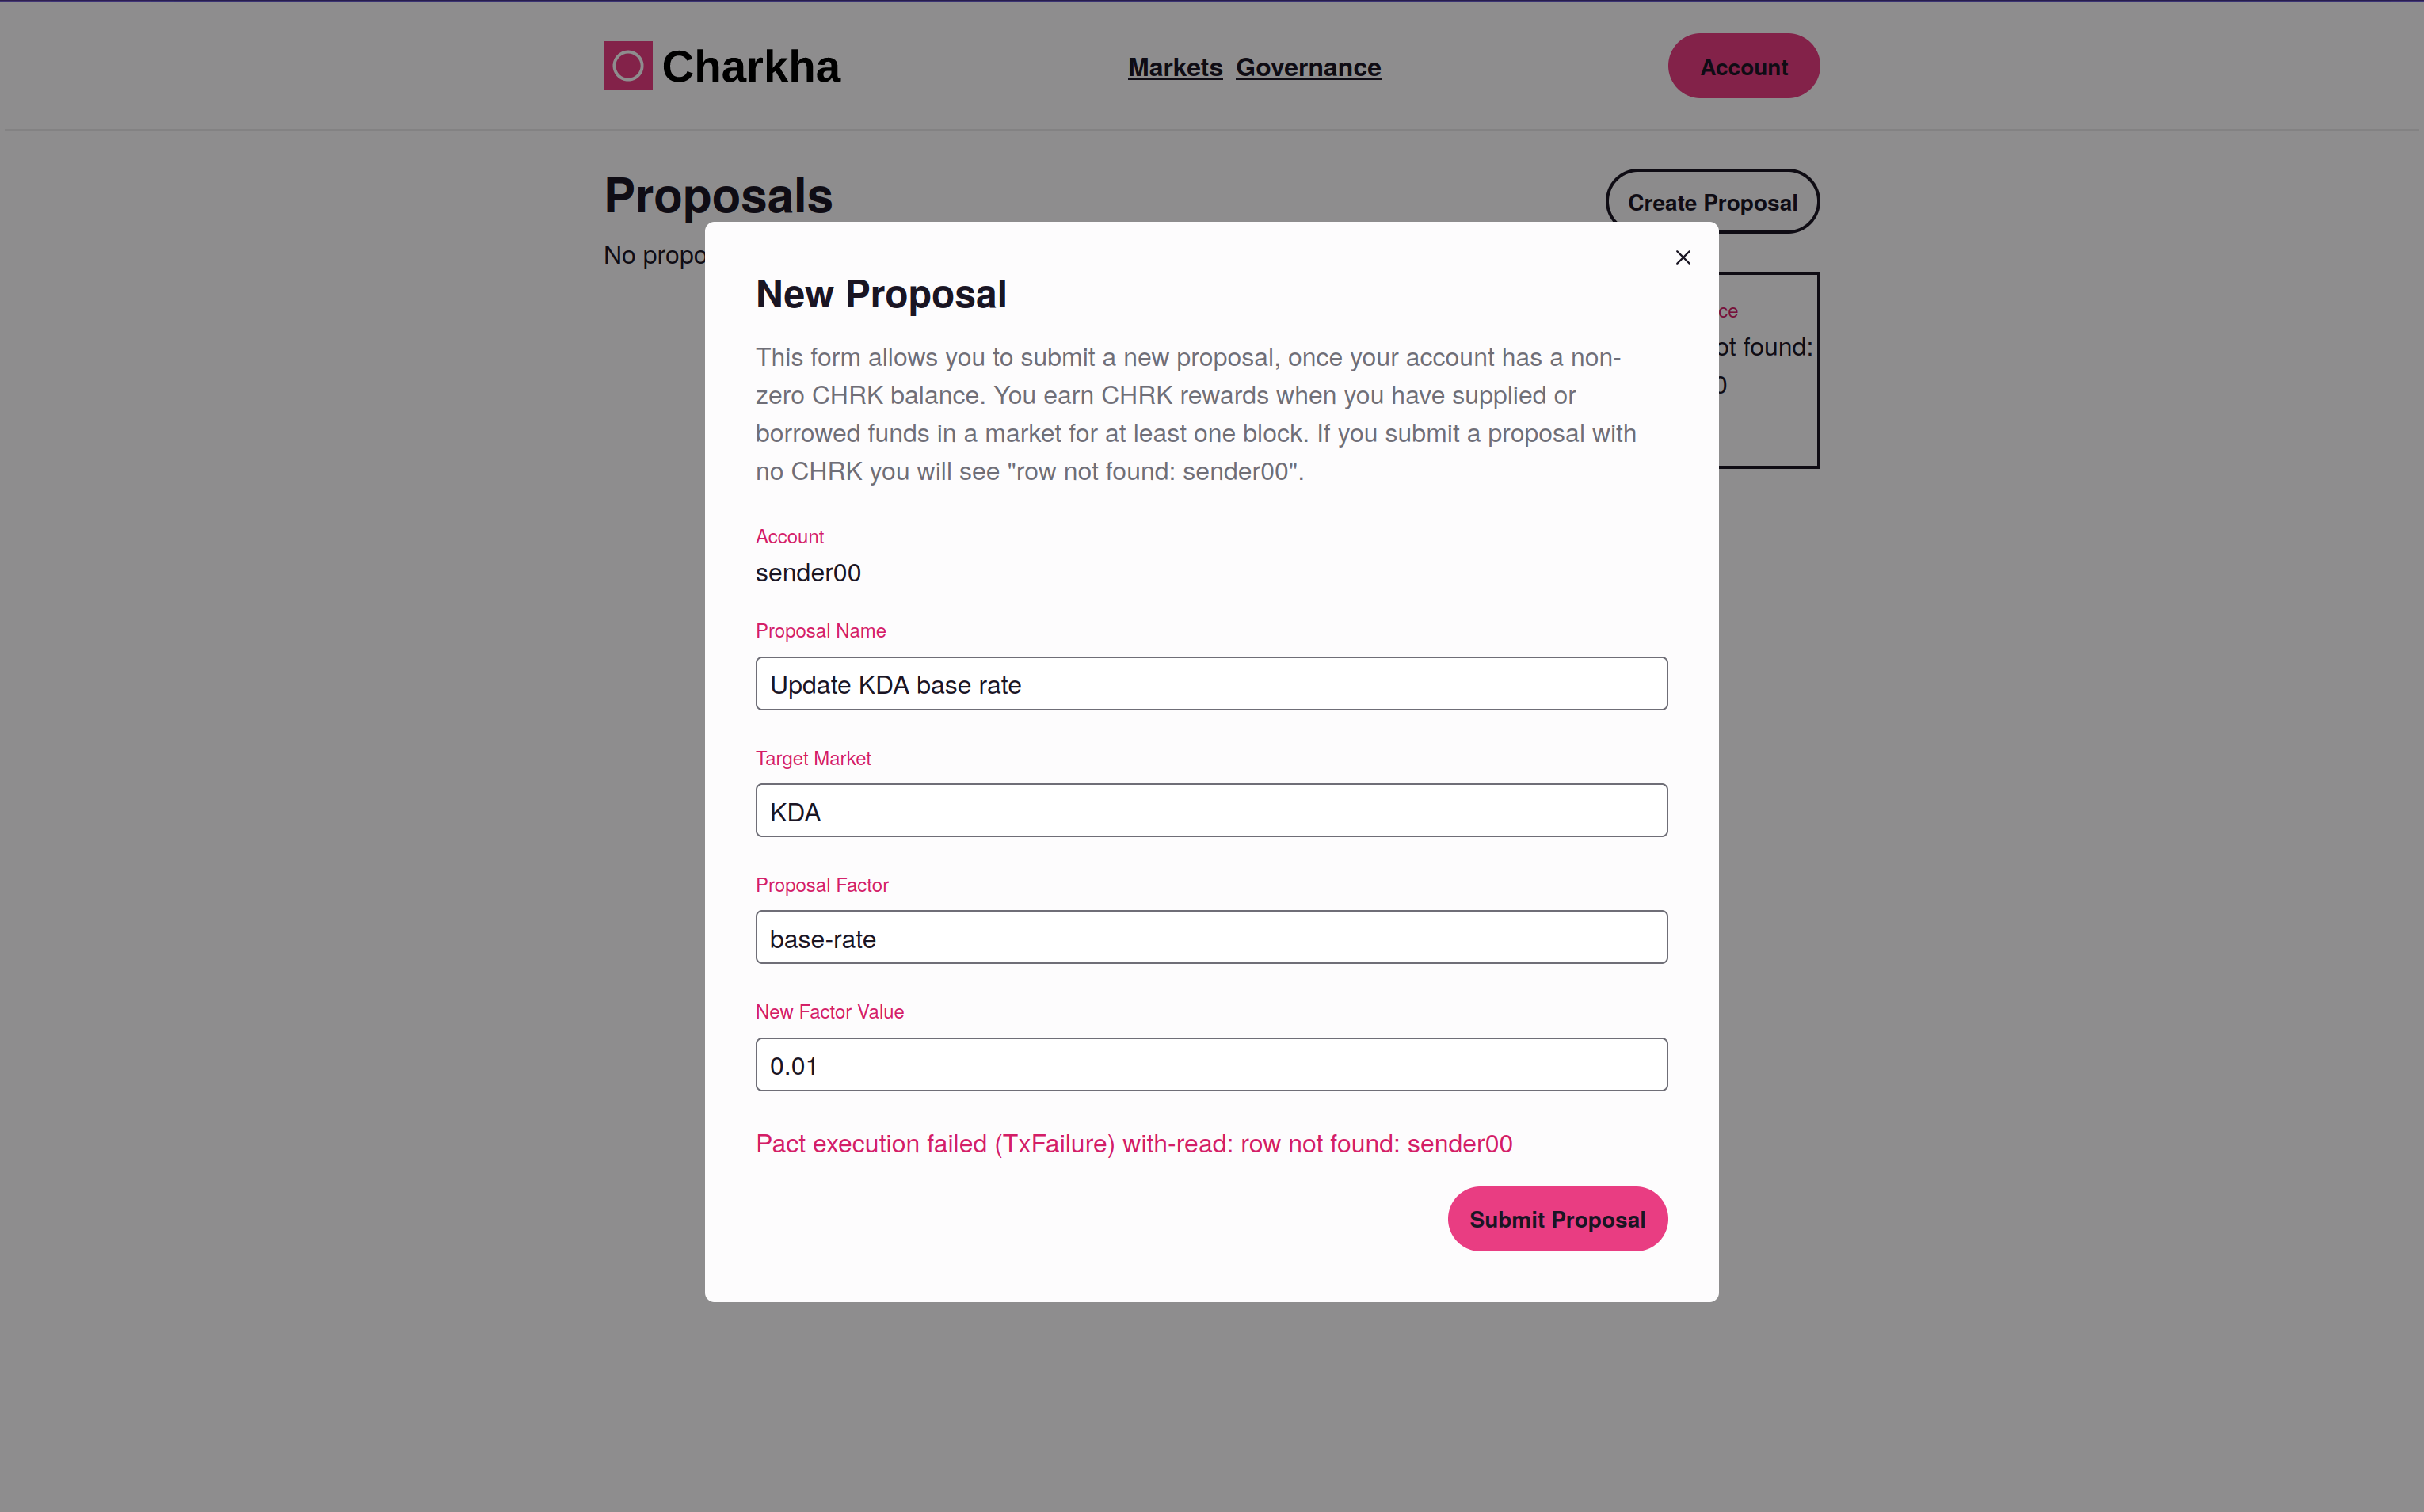 Charkha
Markets Governance
Account
Proposals
Create Proposal
No propo
ce
ot found:
New Proposal
This form allows you to submit a new proposal, once your account has a non-
zero CHRK balance. You earn CHRK rewards when you have supplied or
borrowed funds in a market for at least one block. If you submit a proposal with
no CHRK you will see "row not found: sender00".
Account
sender00
Proposal Name
Update KDA base rate
Target Market
KDA
Proposal Factor
base-rate
New Factor Value
0.01
Pact execution failed (TxFailure) with-read: row not found: sender00
Submit Proposal